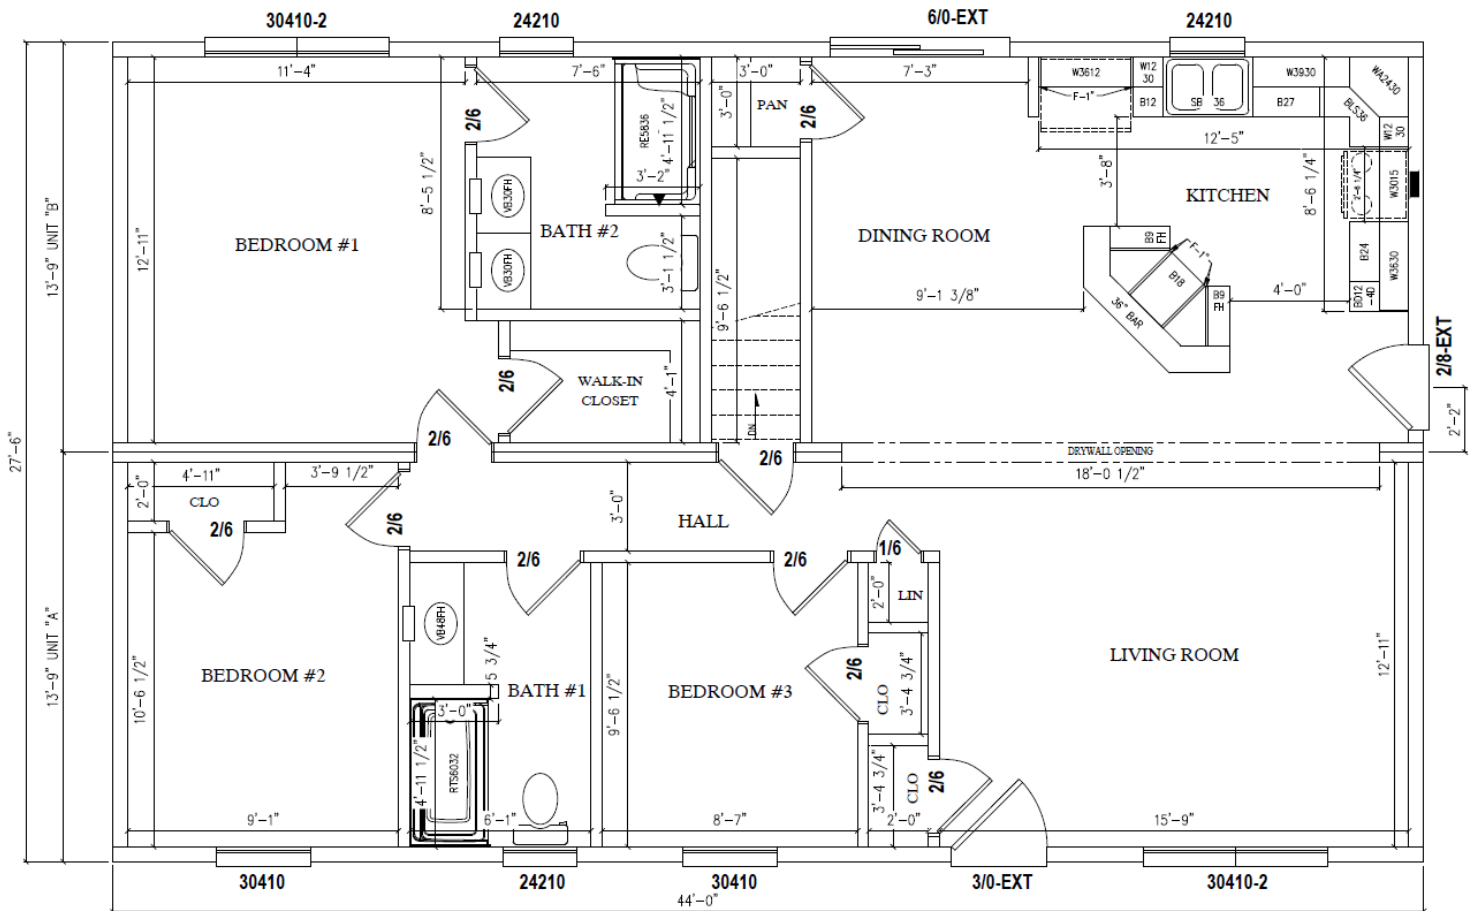 30410-2
24210
6/0-EXT
24210
11'-4"
7'-6"
3'-0"
7'-3"
W3612
W12
30
W3930
WA2430
F-1"
B12
SB 36
B27
BLS36
W12
30
PAN
3'-0"
2/6
2/6
RE5836
4'-11 1/2"
3'-2"
12'-5"
3'-8"
8'-6 1/4"
2'-6 1/4"
W3015
KITCHEN
8'-5 1/2"
VB30FH
VB30FH
BATH #2
3'-1 1/2"
BEDROOM #1
12'-11"
13'-9" UNIT "B"
27'-6"
DINING ROOM
B9
FH
F-1"
B18
B9
FH
36" BAR
B24
W3630
BD12
-4D
9'-1 3/8"
4'-0"
9'-6 1/2"
2/8-EXT
2'-2"
2/6
WALK-IN
CLOSET
4'-1"
DN
2/6
2/6
DRYWALL OPENING
18'-0 1/2"
4'-11"
3'-9 1/2"
2'-0"
CLO
2/6
2/6
3'-0"
HALL
2/6
2/6
1/6
2'-0"
LIN
VB48FH
5 3/4"
13'-9" UNIT "A"
10'-6 1/2"
BEDROOM #2
BATH #1
9'-6 1/2"
BEDROOM #3
2/6
CLO
3'-4 3/4"
LIVING ROOM
12'-11"
3'-0"
4'-11 1/2"
RTS6032
3'-4 3/4"
CLO
2/6
9'-1"
6'-1"
8'-7"
2'-0"
15'-9"
30410
24210
30410
3/0-EXT
30410-2
44'-0"